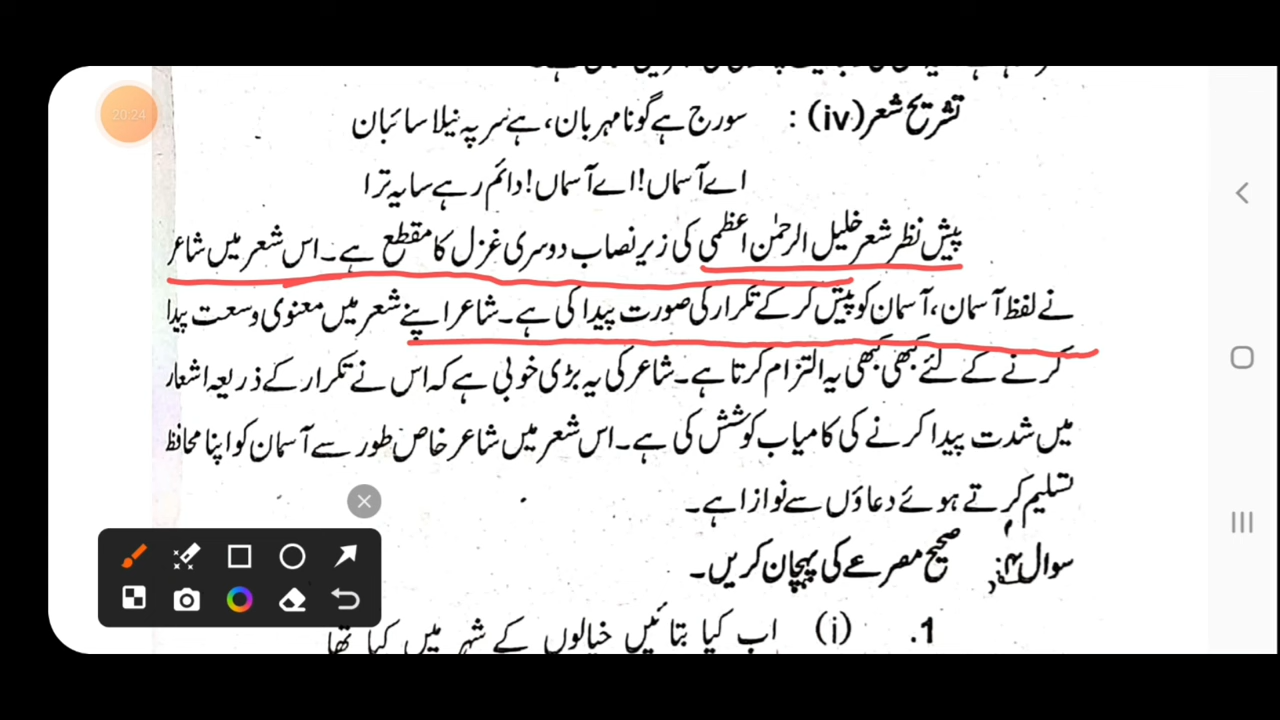 20:24
تشریح شعر (iv) : سورج ہے گو نا مہربان، ہے سر پہ نیلا سائبان
اے آسماں! اے آسماں! دائم رہے سایہ ترا
پیش نظر شعر خلیل الرحمٰن اعظمی کی زیر نصاب دوسری غزل کا مقطع ہے۔ اس شعر میں شاعر
نے لفظ آسمان، آسمان کو پیش کر کے تکرار کی صورت پیدا کی ہے۔ شاعر اپنے شعر میں معنوی وسعت پیدا
کرنے کے لئے کبھی کبھی یہ التزام کرتا ہے۔ شاعر کی یہ بڑی خوبی ہے کہ اس نے تکرار کے ذریعہ اشعار
میں شدت پیدا کرنے کی کامیاب کوشش کی ہے۔ اس شعر میں شاعر خاص طور سے آسمان کو اپنا محافظ
تسلیم کرتے ہوئے دعاؤں سے نوازا ہے۔
سوال ۴: صحیح مصرعے کی پہچان کریں۔
1. (i) اب کیا بتائیں خیالوں کے شہر میں کیا تھا